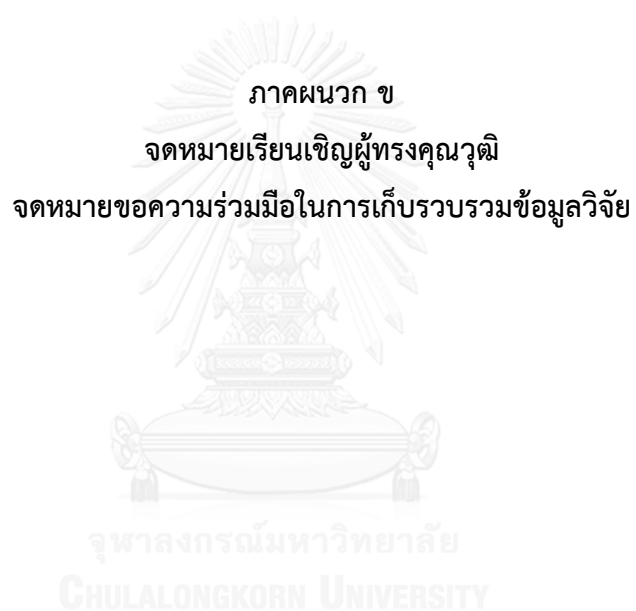 ภาคผนวก ข
จดหมายเรียนเชิญผู้ทรงคุณวุฒิ
จดหมายขอความร่วมมือในการเก็บรวบรวมข้อมูลวิจัย
จุฬาลงกรณ์มหาวิทยาลัย
CHULALONGKORN UNIVERSITY